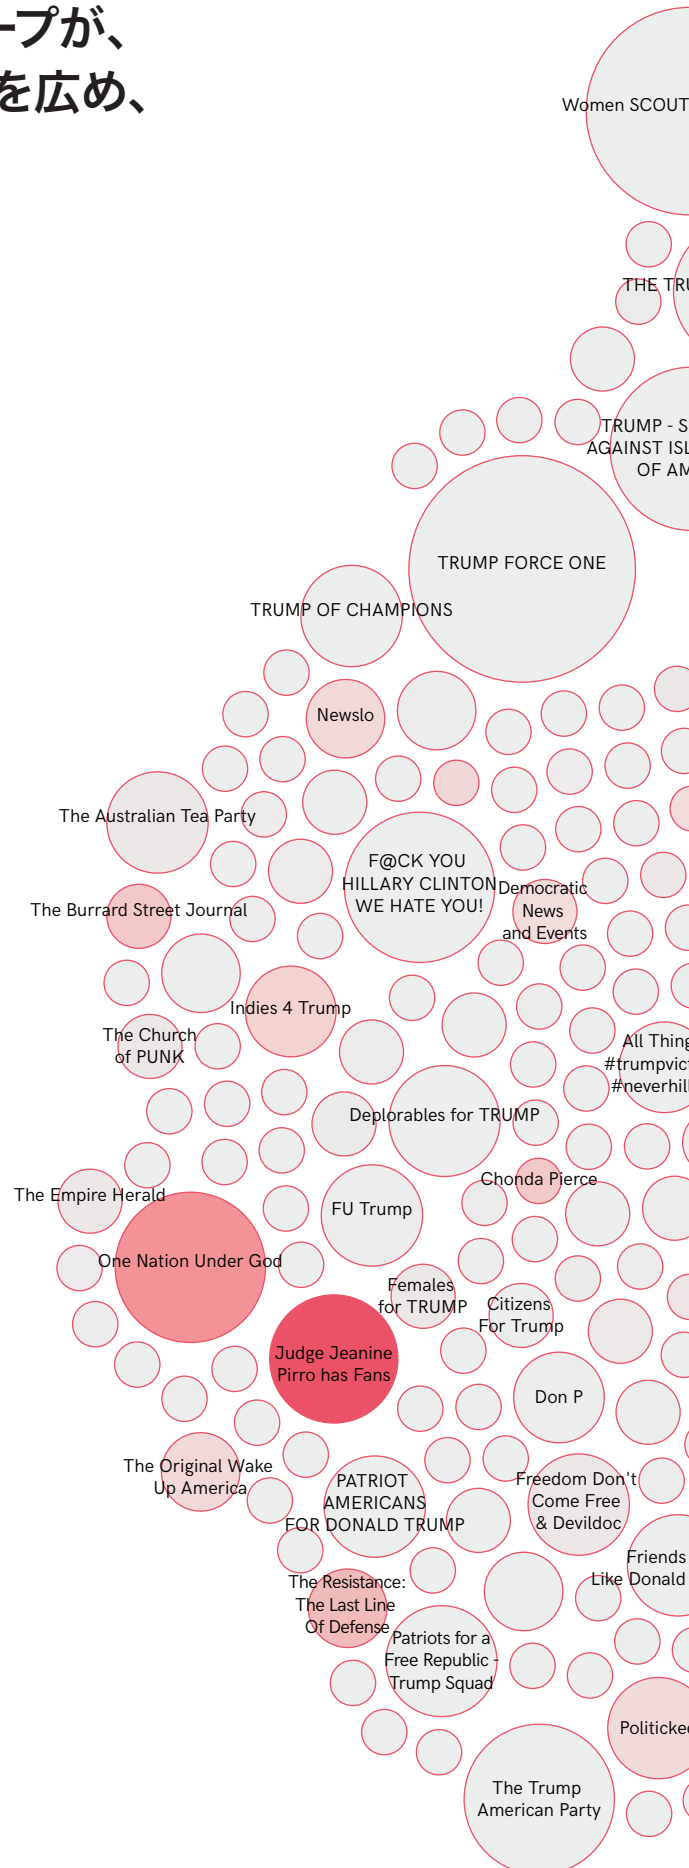 ープが、
を広め、
Women SCOUT
THE TRU
TRUMP - S
AGAINST ISL
OF AM
TRUMP FORCE ONE
TRUMP OF CHAMPIONS
Newslo
The Australian Tea Party
F@CK YOU
HILLARY CLINTON
WE HATE YOU!
Democratic
News
and Events
The Burrard Street Journal
Indies 4 Trump
The Church
of PUNK
All Thing
#trumpvict
#neverhill
Deplorables for TRUMP
Chonda Pierce
The Empire Herald
FU Trump
One Nation Under God
Females
for TRUMP
Citizens
For Trump
Judge Jeanine
Pirro has Fans
Don P
The Original Wake
Up America
PATRIOT
AMERICANS
FOR DONALD TRUMP
Freedom Don't
Come Free
& Devildoc
Friends
Like Donald
The Resistance:
The Last Line
Of Defense
Patriots for a
Free Republic -
Trump Squad
Politicke
The Trump
American Party